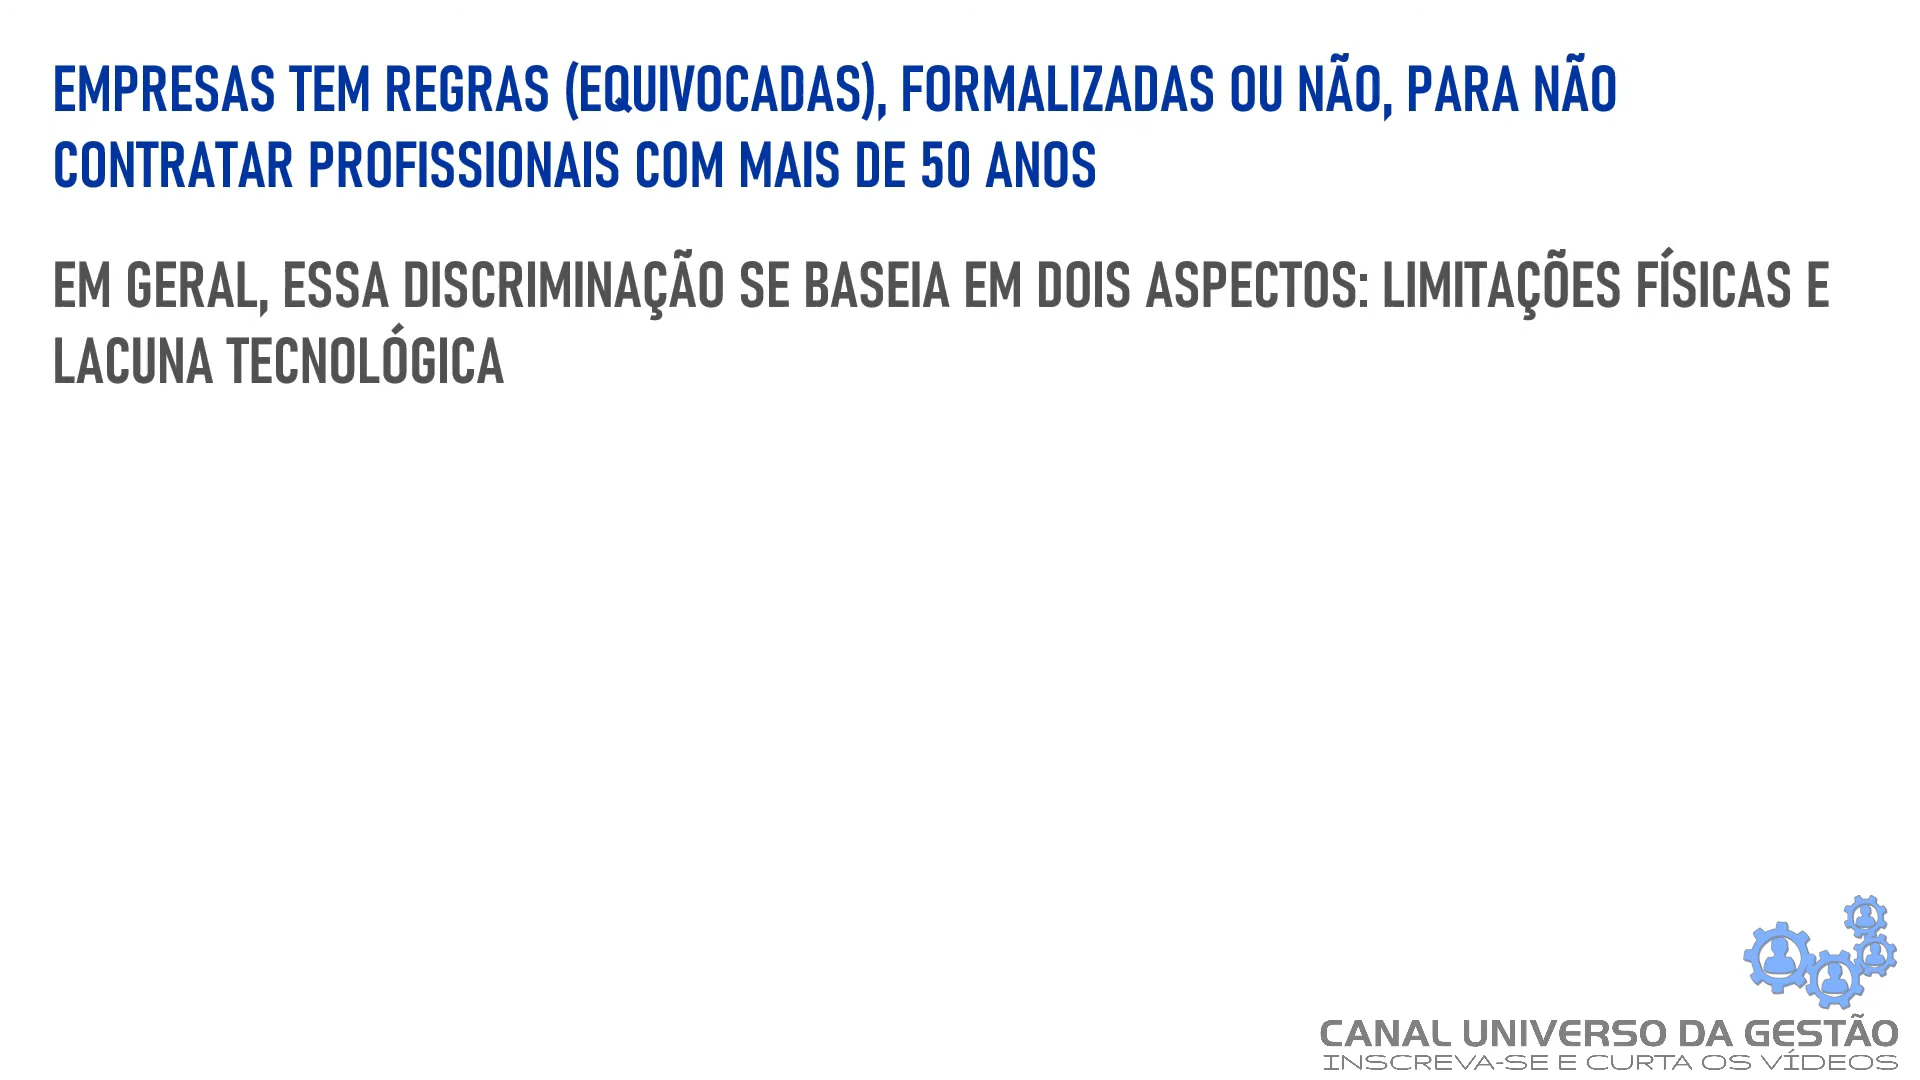 EMPRESAS TEM REGRAS (EQUIVOCADAS), FORMALIZADAS OU NÃO, PARA NÃO
CONTRATAR PROFISSIONAIS COM MAIS DE 50 ANOS
EM GERAL, ESSA DISCRIMINAÇÃO SE BASEIA EM DOIS ASPECTOS: LIMITAÇÕES FÍSICAS E
LACUNA TECNOLÓGICA
CANAL UNIVERSO DA GESTÃO
INSCREVA-SE E CURTA OS VÍDEOS